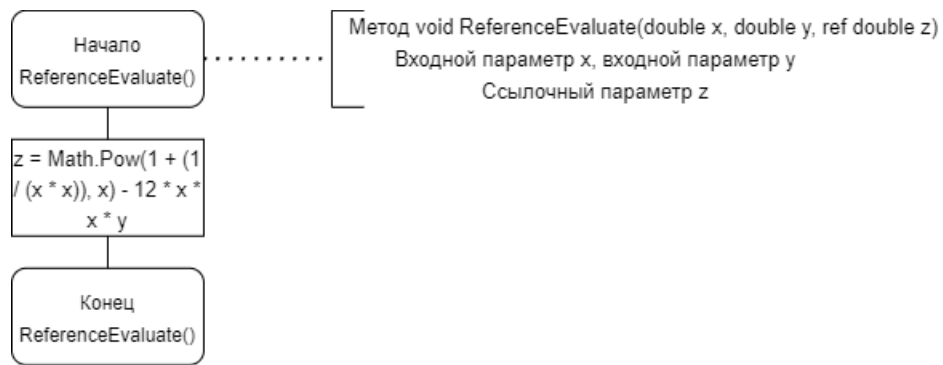 Начало
ReferenceEvaluate()
Метод void ReferenceEvaluate(double x, double y, ref double z)
Входной параметр x, входной параметр y
Ссылочный параметр z
z = Math.Pow(1 + (1
/ (x * x)), x) - 12 * x *
x * y
Конец
ReferenceEvaluate()